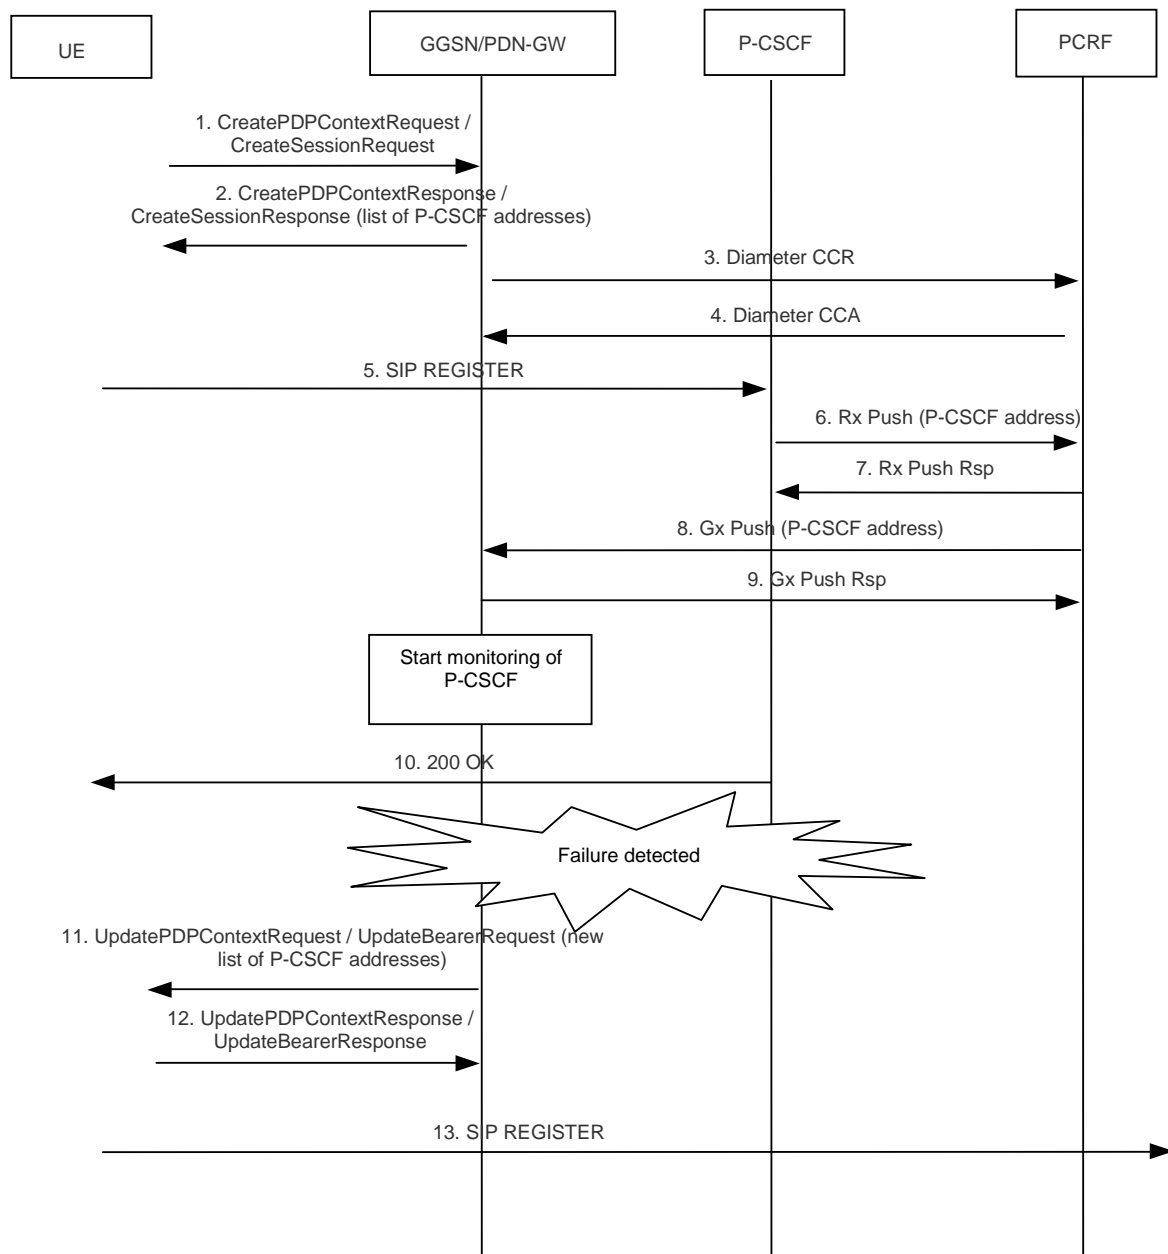 UE
GGSN/PDN-GW
P-CSCF
PCRF
1. CreatePDPContextRequest /
CreateSessionRequest
2. CreatePDPContextResponse /
CreateSessionResponse (list of P-CSCF addresses)
3. Diameter CCR
4. Diameter CCA
5. SIP REGISTER
6. Rx Push (P-CSCF address)
7. Rx Push Rsp
8. Gx Push (P-CSCF address)
9. Gx Push Rsp
Start monitoring of
P-CSCF
10. 200 OK
Failure detected
11. UpdatePDPContextRequest / UpdateBearerRequest (new
list of P-CSCF addresses)
12. UpdatePDPContextResponse /
UpdateBearerResponse
13. SIP REGISTER